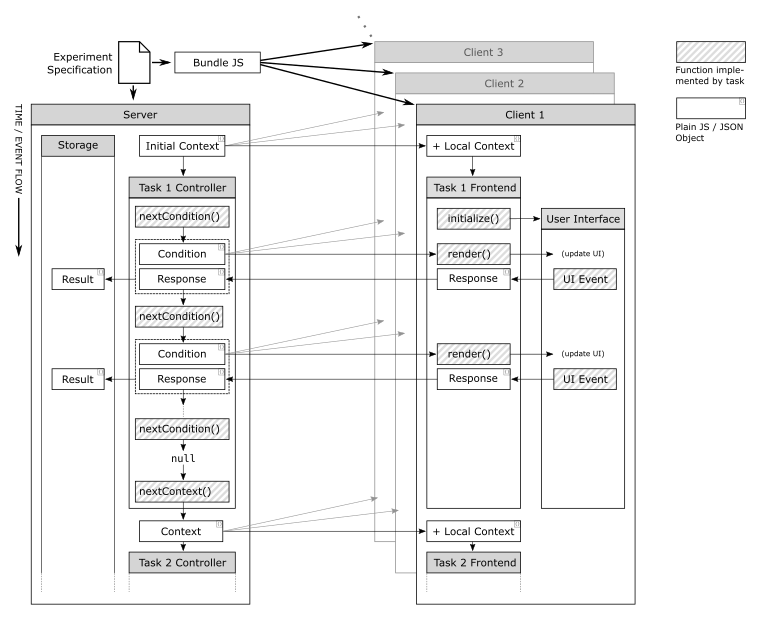 Experiment
Specification
Bundle JS
Client 3
Client 2
Function imple-
mented by task
Plain JS / JSON
Object
TIME / EVENT FLOW
Server
Client 1
Storage
Initial Context
+ Local Context
Task 1 Controller
Task 1 Frontend
nextCondition()
initialize()
User Interface
Condition
render()
(update UI)
Result
Response
Response
UI Event
nextCondition()
Condition
render()
(update UI)
Result
Response
Response
UI Event
nextCondition()
null
nextContext()
Context
+ Local Context
Task 2 Controller
Task 2 Frontend